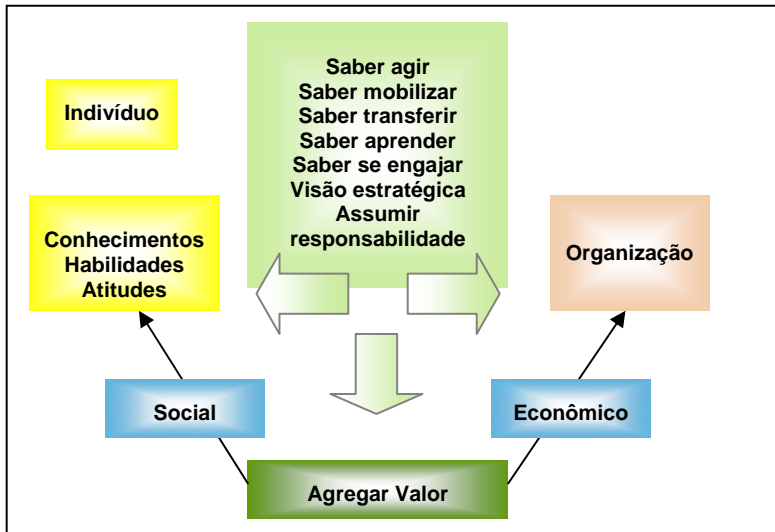 Saber agir
Saber mobilizar
Saber transferir
Saber aprender
Saber se engajar
Visão estratégica
Assumir
responsabilidade
Indivíduo
Conhecimentos
Habilidades
Atitudes
Organização
Social
Econômico
Agregar Valor